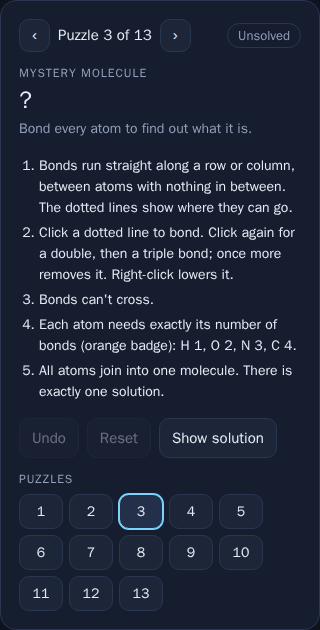 ‹ Puzzle 3 of 13 › Unsolved
MYSTERY MOLECULE
?
Bond every atom to find out what it is.
1. Bonds run straight along a row or column,
between atoms with nothing in between.
The dotted lines show where they can go.
2. Click a dotted line to bond. Click again for
a double, then a triple bond; once more
removes it. Right-click lowers it.
3. Bonds can't cross.
4. Each atom needs exactly its number of
bonds (orange badge): H 1, O 2, N 3, C 4.
5. All atoms join into one molecule. There is
exactly one solution.
Undo Reset Show solution
PUZZLES
1 2 3 4 5
6 7 8 9 10
11 12 13